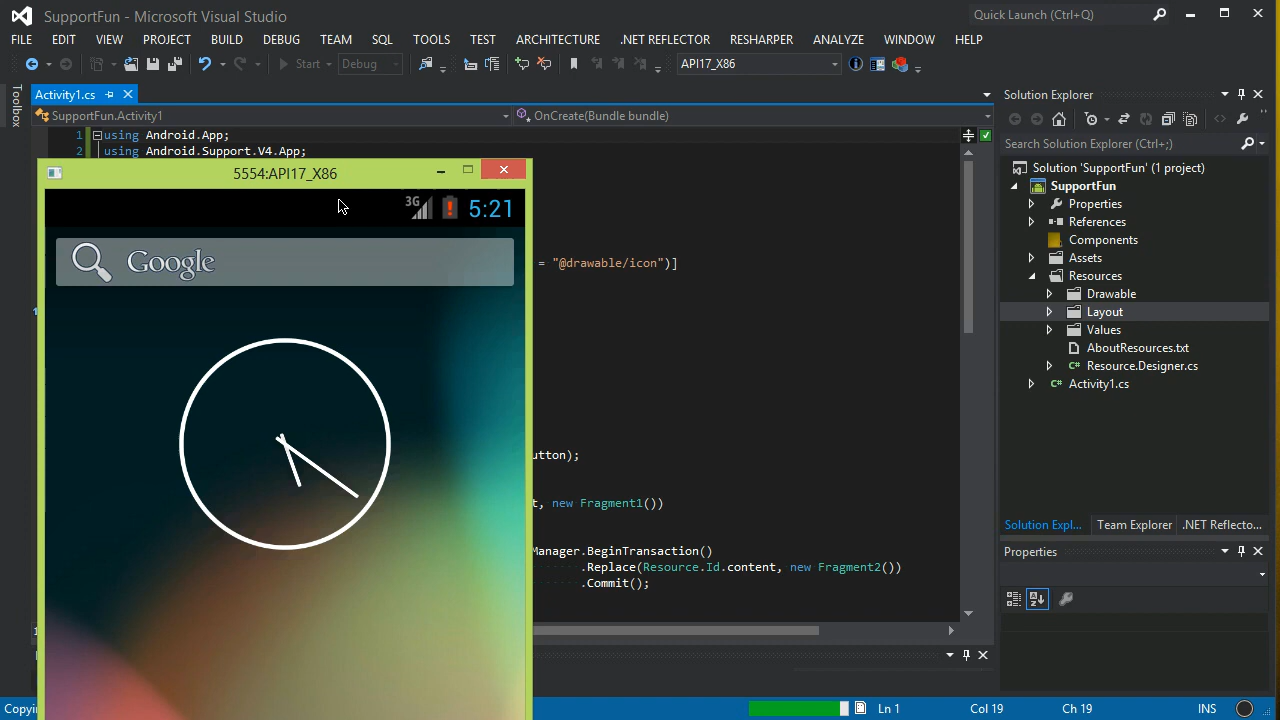 SupportFun - Microsoft Visual Studio
Quick Launch (Ctrl+Q)
FILE EDIT VIEW PROJECT BUILD DEBUG TEAM SQL TOOLS TEST ARCHITECTURE .NET REFLECTOR RESHARPER ANALYZE WINDOW HELP
Start Debug API17_X86
Toolbox
Activity1.cs
SupportFun.Activity1
OnCreate(Bundle bundle)
1 using Android.App;
2 using Android.Support.V4.App;
5554:API17_X86
3G 5:21
Google
= "@drawable/icon")]
utton);
t, new Fragment1())
Manager.BeginTransaction()
.Replace(Resource.Id.content, new Fragment2())
.Commit();
Solution Explorer
Search Solution Explorer (Ctrl+;)
Solution 'SupportFun' (1 project)
SupportFun
Properties
References
Components
Assets
Resources
Drawable
Layout
Values
AboutResources.txt
Resource.Designer.cs
Activity1.cs
Solution Expl... Team Explorer .NET Reflecto...
Properties
Copyin
Ln 1 Col 19 Ch 19 INS